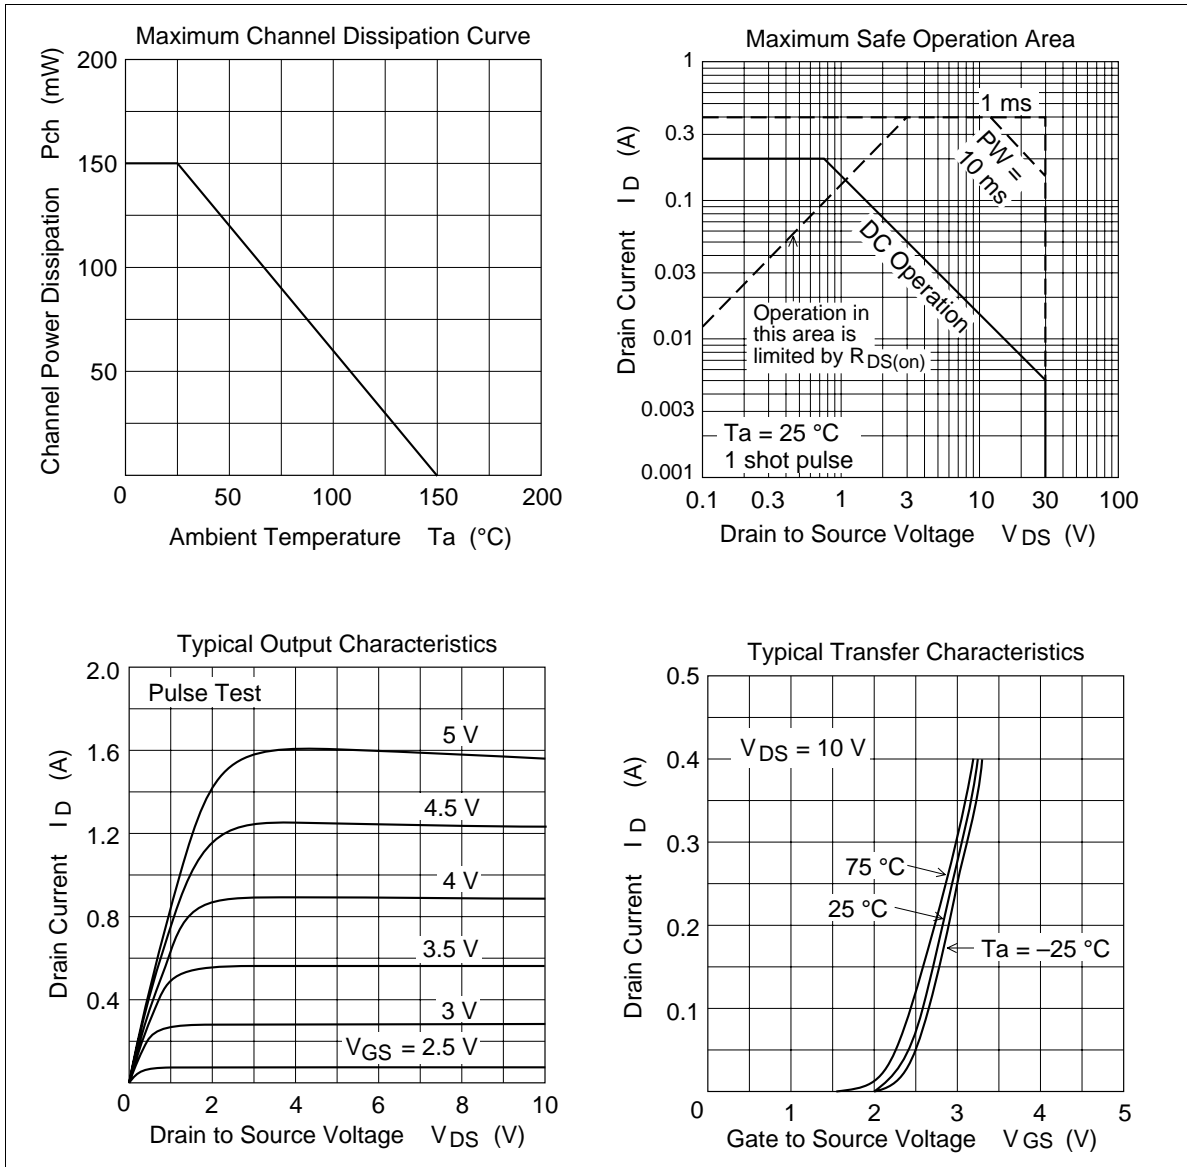 Maximum Channel Dissipation Curve
200
150
100
50
0
50
100
150
200
Channel Power Dissipation Pch (mW)
Ambient Temperature Ta (°C)
Maximum Safe Operation Area
1
0.3
0.1
0.03
0.01
0.003
0.001
0.1
0.3
1
3
10
30
100
Drain Current I D (A)
1 ms
PW =
10 ms
DC Operation
Operation in
this area is
limited by R DS(on)
Ta = 25 °C
1 shot pulse
Drain to Source Voltage V DS (V)
Typical Output Characteristics
2.0
1.6
1.2
0.8
0.4
0
2
4
6
8
10
Drain Current I D (A)
Pulse Test
5 V
4.5 V
4 V
3.5 V
3 V
VGS = 2.5 V
Drain to Source Voltage V DS (V)
Typical Transfer Characteristics
0.5
0.4
0.3
0.2
0.1
0
1
2
3
4
5
Drain Current I D (A)
V DS = 10 V
75 °C
25 °C
Ta = –25 °C
Gate to Source Voltage V GS (V)